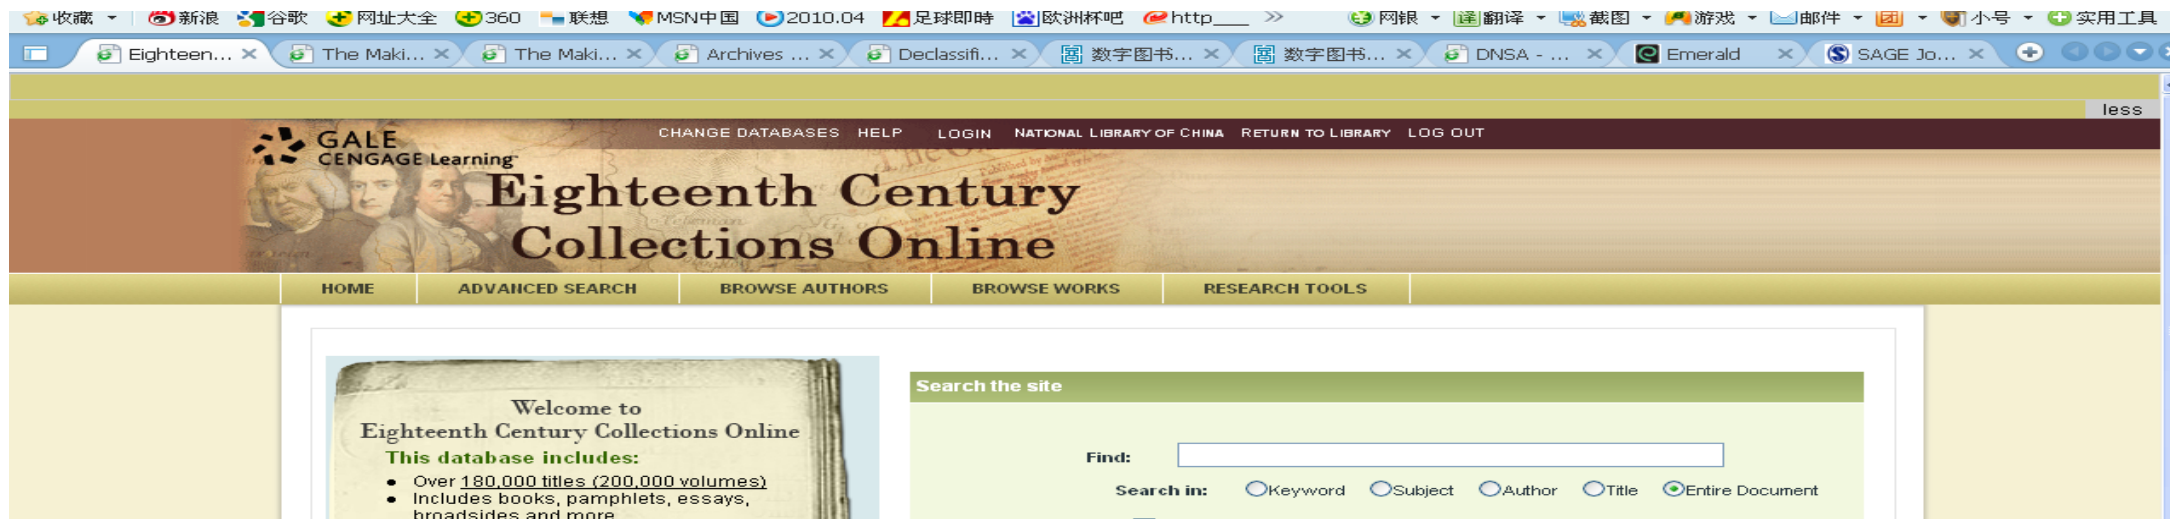 收藏 新浪 谷歌 网址大全 360 联想 MSN中国 2010.04 足球即時 欧洲杯吧 http___ >> 网银 翻译 截图 游戏 邮件 团 小号 实用工具
Eighteen... The Maki... The Maki... Archives ... Declassifi... 数字图书... 数字图书... DNSA - ... Emerald SAGE Jo...
less
GALE CHANGE DATABASES HELP LOGIN NATIONAL LIBRARY OF CHINA RETURN TO LIBRARY LOG OUT
CENGAGE Learning
Eighteenth Century
Collections Online
HOME ADVANCED SEARCH BROWSE AUTHORS BROWSE WORKS RESEARCH TOOLS
Search the site
Welcome to
Eighteenth Century Collections Online
This database includes:
Find:
• Over 180,000 titles (200,000 volumes)
• Includes books, pamphlets, essays,
broadsides and more
Search in: Keyword Subject Author Title Entire Document